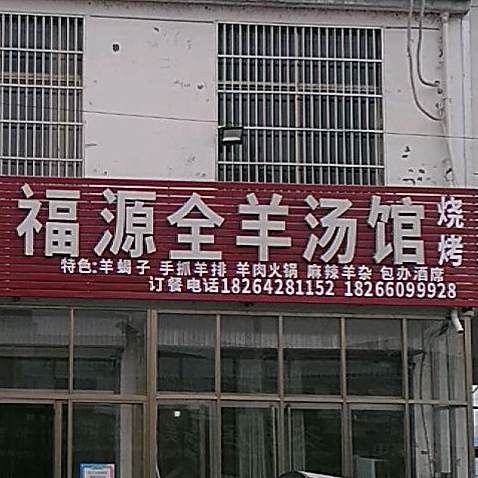 福源全羊汤馆 烧烤
特色:羊蝎子 手抓羊排 羊肉火锅 麻辣羊杂 包办酒席
订餐电话18264281152 18266099928